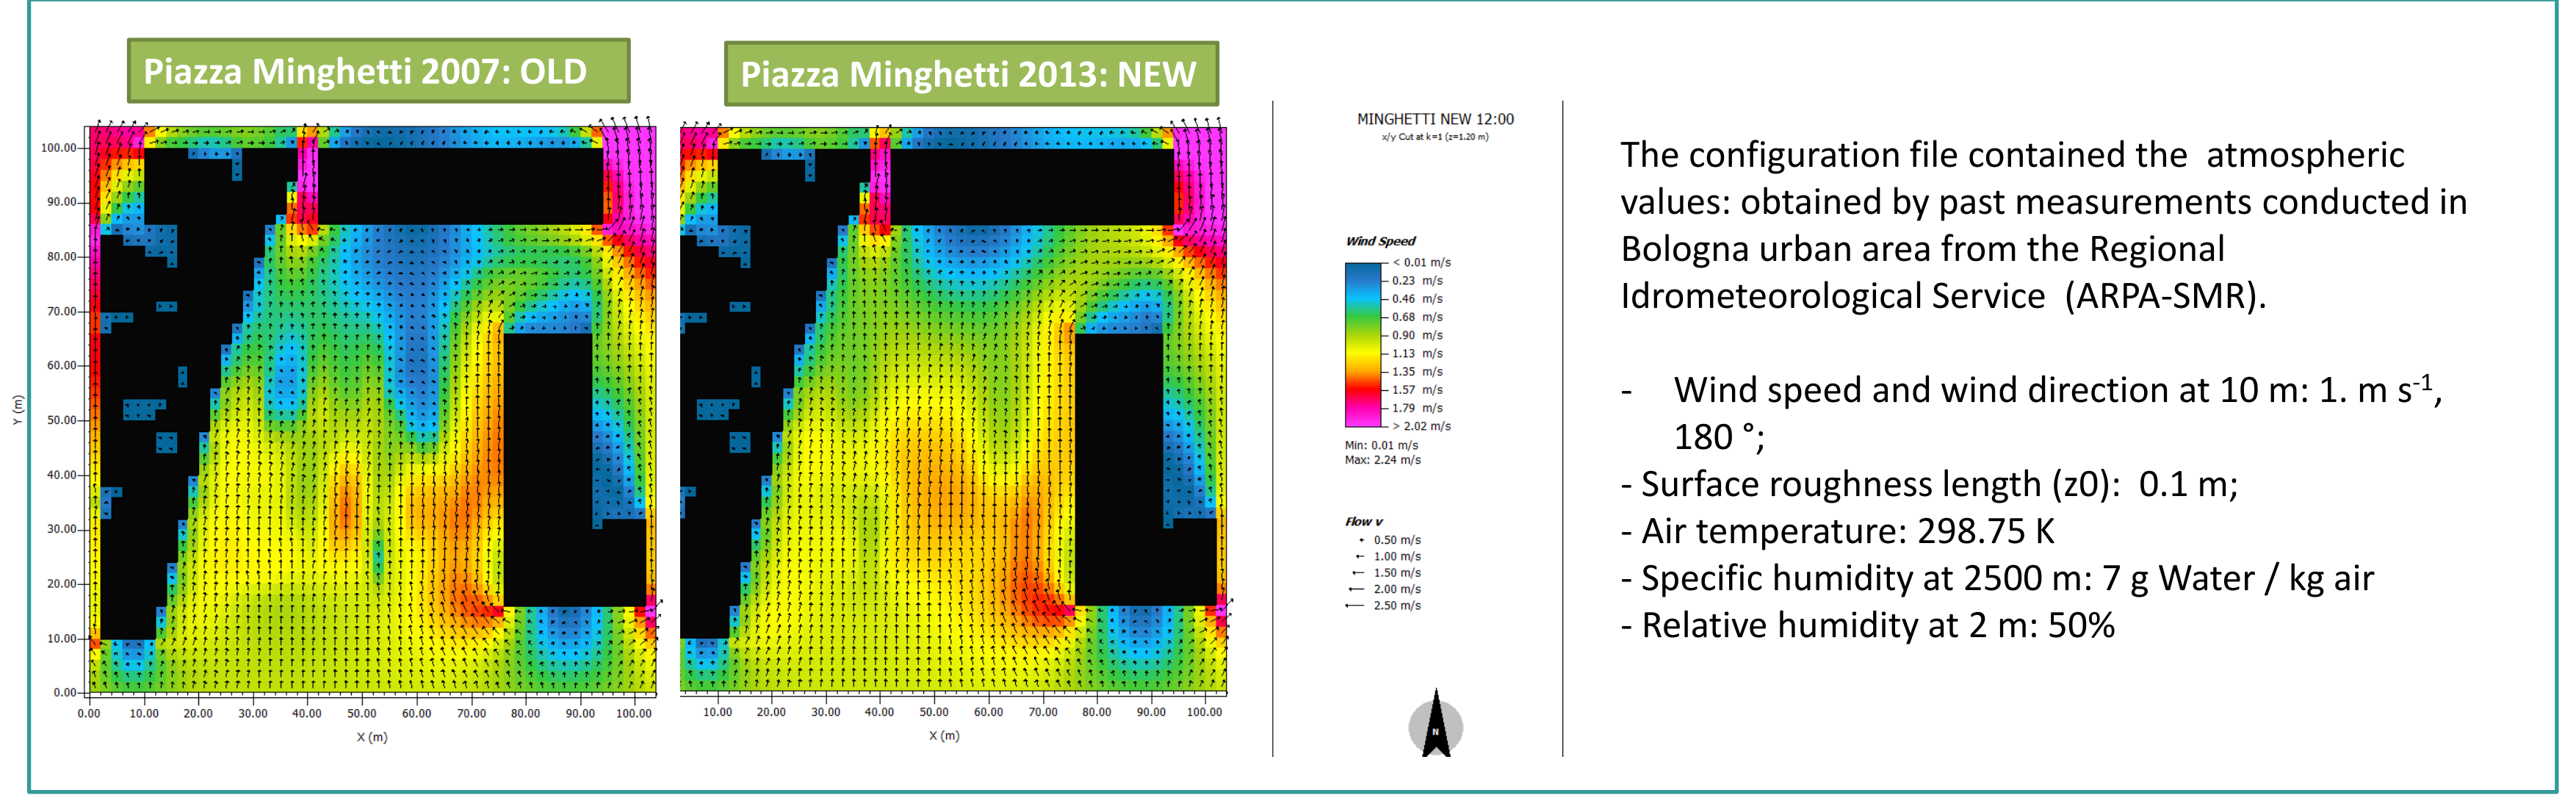 Piazza Minghetti 2007: OLD
Piazza Minghetti 2013: NEW
Y (m)
100.00
90.00
80.00
70.00
60.00
50.00
40.00
30.00
20.00
10.00
0.00
0.00 10.00 20.00 30.00 40.00 50.00 60.00 70.00 80.00 90.00 100.00
X (m)
10.00 20.00 30.00 40.00 50.00 60.00 70.00 80.00 90.00 100.00
X (m)
MINGHETTI NEW 12:00
x/y Cut at k=1 (z=1.20 m)
Wind Speed
< 0.01 m/s
0.23 m/s
0.46 m/s
0.68 m/s
0.90 m/s
1.13 m/s
1.35 m/s
1.57 m/s
1.79 m/s
> 2.02 m/s
Min: 0.01 m/s
Max: 2.24 m/s
Flow v
0.50 m/s
1.00 m/s
1.50 m/s
2.00 m/s
2.50 m/s
N
The configuration file contained the atmospheric
values: obtained by past measurements conducted in
Bologna urban area from the Regional
Idrometeorological Service (ARPA-SMR).
- Wind speed and wind direction at 10 m: 1. m s-1,
180 °;
- Surface roughness length (z0): 0.1 m;
- Air temperature: 298.75 K
- Specific humidity at 2500 m: 7 g Water / kg air
- Relative humidity at 2 m: 50%